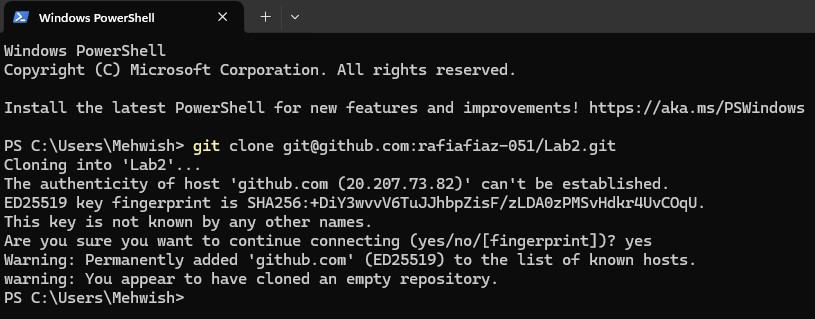 Windows PowerShell
Windows PowerShell
Copyright (C) Microsoft Corporation. All rights reserved.
Install the latest PowerShell for new features and improvements! https://aka.ms/PSWindows
PS C:\Users\Mehwish> git clone git@github.com:rafiafiaz-051/Lab2.git
Cloning into 'Lab2'...
The authenticity of host 'github.com (20.207.73.82)' can't be established.
ED25519 key fingerprint is SHA256:+DiY3wvvV6TuJJhbpZisF/zLDA0zPMSvHdkr4UvCOqU.
This key is not known by any other names.
Are you sure you want to continue connecting (yes/no/[fingerprint])? yes
Warning: Permanently added 'github.com' (ED25519) to the list of known hosts.
warning: You appear to have cloned an empty repository.
PS C:\Users\Mehwish>